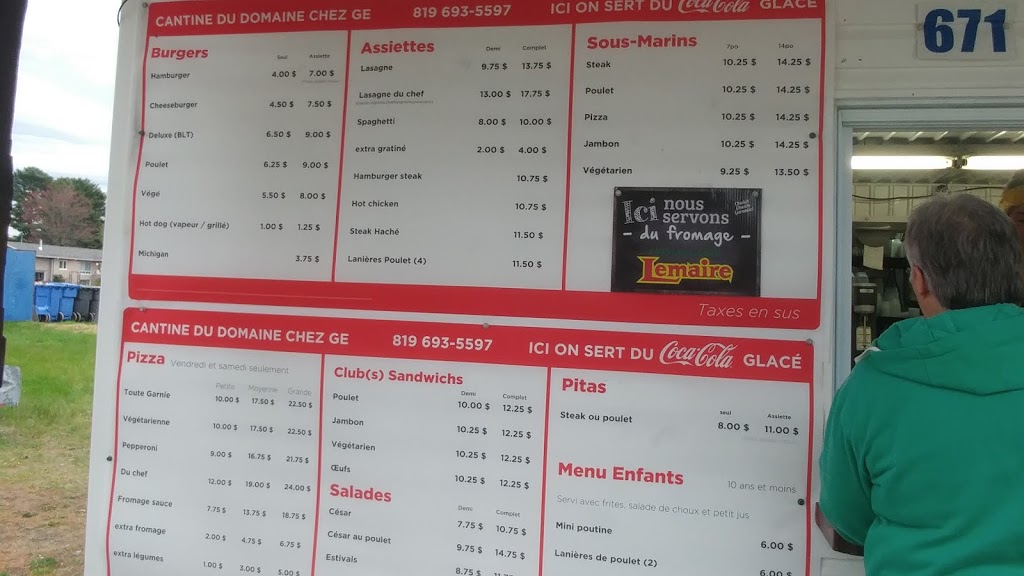 CANTINE DU DOMAINE CHEZ GE 819 693-5597 ICI ON SERT DU Coca-Cola GLACÉ
Burgers
Seul Assiette
Hamburger 4.00 $ 7.00 $
Cheeseburger 4.50 $ 7.50 $
Deluxe (BLT) 6.50 $ 9.00 $
Poulet 6.25 $ 9.00 $
Végé 5.50 $ 8.00 $
Hot dog (vapeur / grillé) 1.00 $ 1.25 $
Michigan 3.75 $
Assiettes
Demi Complet
Lasagne 9.75 $ 13.75 $
Lasagne du chef 13.00 $ 17.75 $
Spaghetti 8.00 $ 10.00 $
extra gratiné 2.00 $ 4.00 $
Hamburger steak 10.75 $
Hot chicken 10.75 $
Steak Haché 11.50 $
Lanières Poulet (4) 11.50 $
Sous-Marins
7po 14po
Steak 10.25 $ 14.25 $
Poulet 10.25 $ 14.25 $
Pizza 10.25 $ 14.25 $
Jambon 10.25 $ 14.25 $
Végétarien 9.25 $ 13.50 $
Ici nous
servons
- du fromage -
Lemaire
Taxes en sus
671
CANTINE DU DOMAINE CHEZ GE 819 693-5597 ICI ON SERT DU Coca-Cola GLACÉ
Pizza Vendredi et samedi seulement
Petite Moyenne Grande
Toute Garnie 10.00 $ 17.50 $ 22.50 $
Végétarienne 10.00 $ 17.50 $ 22.50 $
Pepperoni 9.00 $ 16.75 $ 21.75 $
Du chef 12.00 $ 19.00 $ 24.00 $
Fromage sauce 7.75 $ 13.75 $ 18.75 $
extra fromage 2.00 $ 4.75 $ 6.75 $
extra légumes 1.00 $ 3.00 $ 5.00 $
Club(s) Sandwichs
Demi Complet
Poulet 10.00 $ 12.25 $
Jambon 10.25 $ 12.25 $
Végétarien 10.25 $ 12.25 $
Œufs 10.25 $ 12.25 $
Salades
Demi Complet
César 7.75 $ 10.75 $
César au poulet 9.75 $ 14.75 $
Estivais 8.75 $
Pitas
seul Assiette
Steak ou poulet 8.00 $ 11.00 $
Menu Enfants 10 ans et moins
Servi avec frites, salade de choux et petit jus
Mini poutine 6.00 $
Lanières de poulet (2) 6.00 $